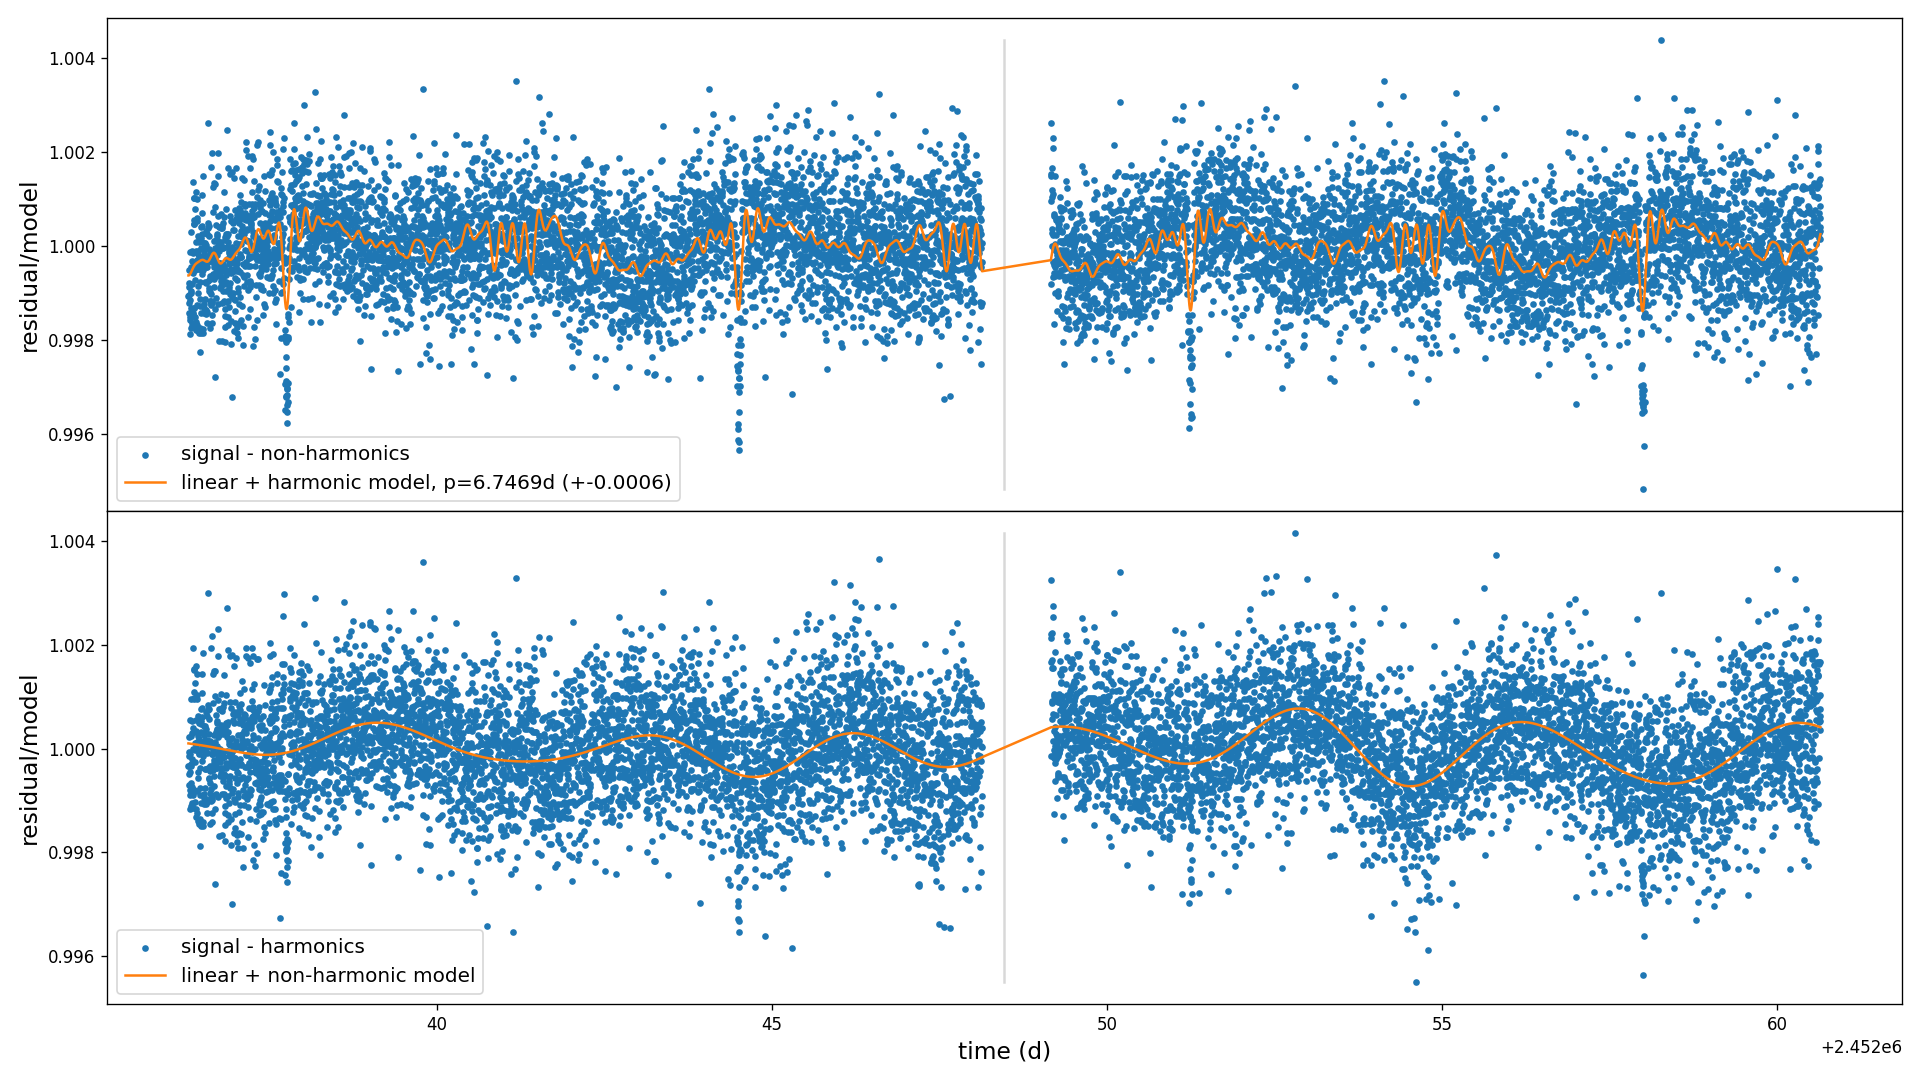 1.004
1.002
1.000
0.998
0.996
residual/model
signal - non-harmonics
linear + harmonic model, p=6.7469d (+-0.0006)
1.004
1.002
1.000
0.998
0.996
residual/model
signal - harmonics
linear + non-harmonic model
40
45
50
55
60
time (d)
+2.452e6